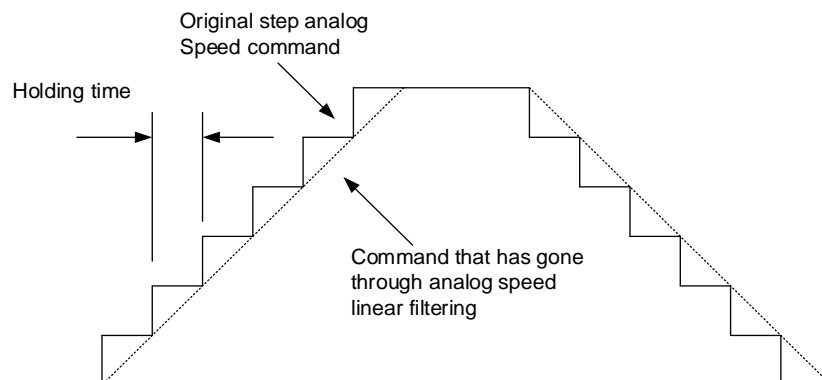 Original step analog
Speed command
Holding time
Command that has gone
through analog speed
linear filtering